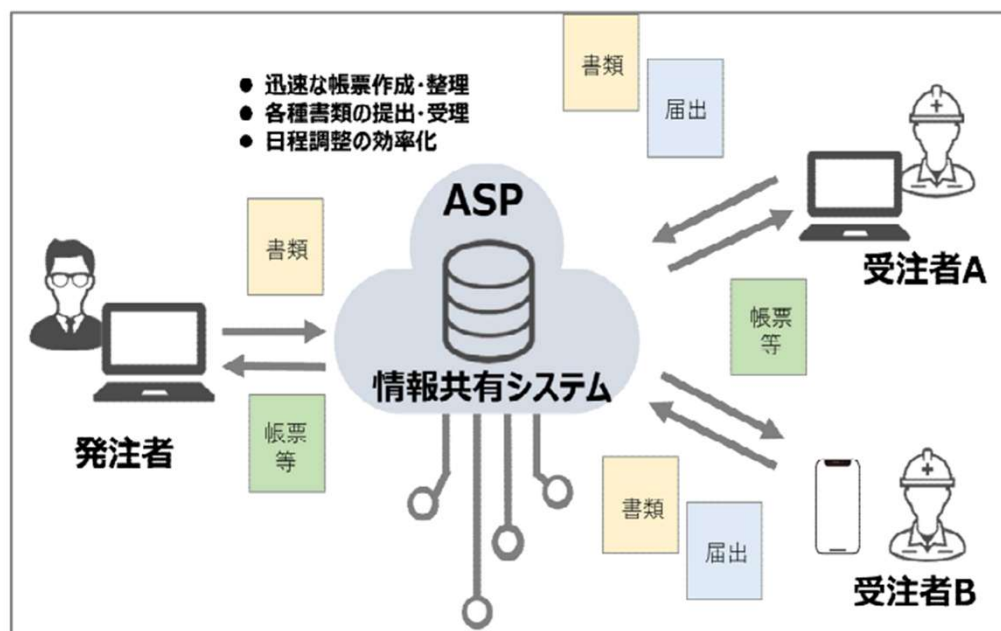 ● 迅速な帳票作成・整理
● 各種書類の提出・受理
● 日程調整の効率化
書類
届出
ASP
情報共有システム
書類
発注者
帳票
等
受注者A
帳票
等
書類
届出
受注者B